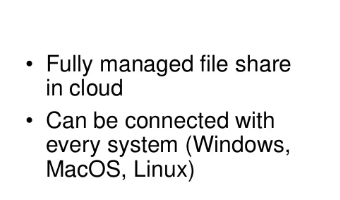 • Fully managed file share
in cloud
• Can be connected with
every system (Windows,
MacOS, Linux)